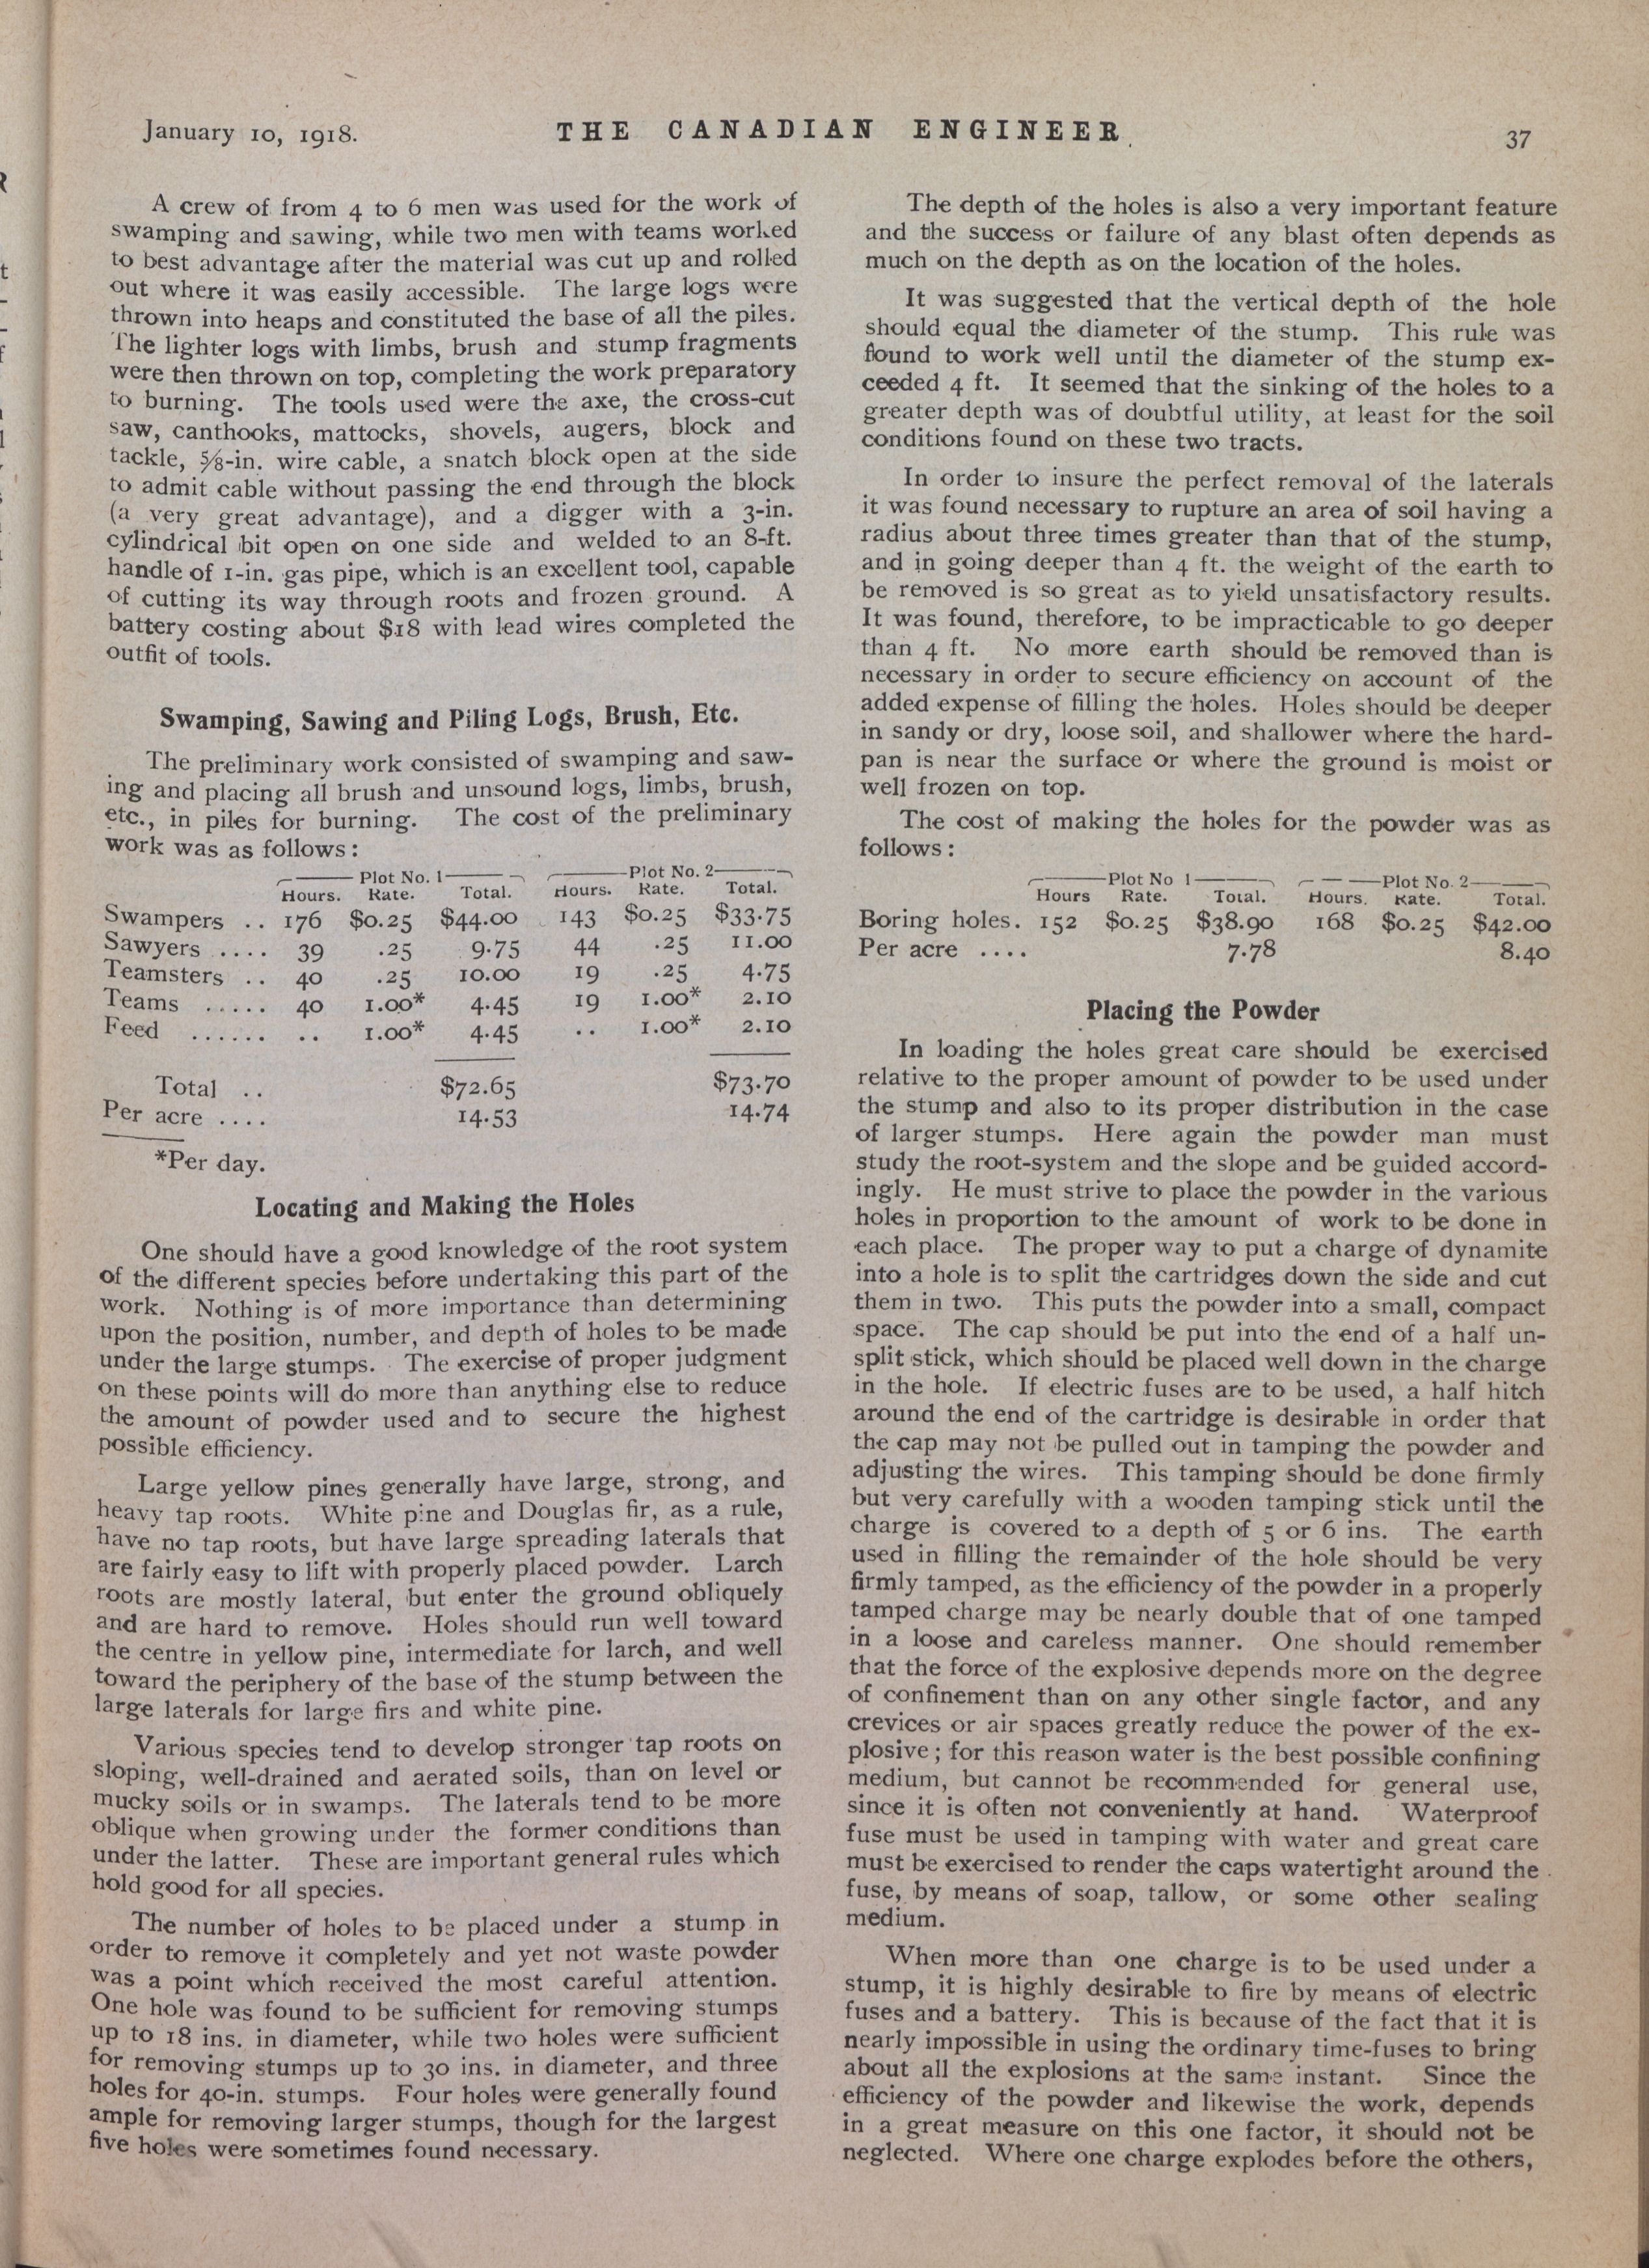 January 10, 1918.
THE CANADIAN ENGINEER
37
A crew of from 4 to 6 men was used for the work of
swamping and sawing, while two men with teams worked
to best advantage after the material was cut up and rolled
out where it was easily accessible. The large logs were
thrown into heaps and constituted the base of all the piles.
The lighter logs with limbs, brush and stump fragments
were then thrown on top, completing the work preparatory
to burning. The tools used were the axe, the cross-cut
saw, canthooks, mattocks, shovels, augers, block and
tackle, ⅝-in. wire cable, a snatch block open at the side
to admit cable without passing the end through the block
(a very great advantage), and a digger with a 3-in.
cylindrical bit open on one side and welded to an 8-ft.
handle of 1-in. gas pipe, which is an excellent tool, capable
of cutting its way through roots and frozen ground. A
battery costing about $18 with lead wires completed the
outfit of tools.
Swamping, Sawing and Piling Logs, Brush, Etc.
The preliminary work consisted of swamping and saw-
ing and placing all brush and unsound logs, limbs, brush,
etc., in piles for burning. The cost of the preliminary
work was as follows:
Plot No. 1 Plot No. 2
Hours. Rate. Total. Hours. Rate. Total.
Swampers .. 176 $0.25 $44.00 143 $0.25 $33.75
Sawyers .... 39 .25 9.75 44 .25 11.00
Teamsters .. 40 .25 10.00 19 .25 4.75
Teams ..... 40 1.00* 4.45 19 1.00* 2.10
Feed ...... .. 1.00* 4.45 .. 1.00* 2.10
Total .. $72.65 $73.70
Per acre .... 14.53 14.74
*Per day.
Locating and Making the Holes
One should have a good knowledge of the root system
of the different species before undertaking this part of the
work. Nothing is of more importance than determining
upon the position, number, and depth of holes to be made
under the large stumps. The exercise of proper judgment
on these points will do more than anything else to reduce
the amount of powder used and to secure the highest
possible efficiency.
Large yellow pines generally have large, strong, and
heavy tap roots. White pine and Douglas fir, as a rule,
have no tap roots, but have large spreading laterals that
are fairly easy to lift with properly placed powder. Larch
roots are mostly lateral, but enter the ground obliquely
and are hard to remove. Holes should run well toward
the centre in yellow pine, intermediate for larch, and well
toward the periphery of the base of the stump between the
large laterals for large firs and white pine.
Various species tend to develop stronger tap roots on
sloping, well-drained and aerated soils, than on level or
mucky soils or in swamps. The laterals tend to be more
oblique when growing under the former conditions than
under the latter. These are important general rules which
hold good for all species.
The number of holes to be placed under a stump in
order to remove it completely and yet not waste powder
was a point which received the most careful attention.
One hole was found to be sufficient for removing stumps
up to 18 ins. in diameter, while two holes were sufficient
for removing stumps up to 30 ins. in diameter, and three
holes for 40-in. stumps. Four holes were generally found
ample for removing larger stumps, though for the largest
five holes were sometimes found necessary.
The depth of the holes is also a very important feature
and the success or failure of any blast often depends as
much on the depth as on the location of the holes.
It was suggested that the vertical depth of the hole
should equal the diameter of the stump. This rule was
found to work well until the diameter of the stump ex-
ceeded 4 ft. It seemed that the sinking of the holes to a
greater depth was of doubtful utility, at least for the soil
conditions found on these two tracts.
In order to insure the perfect removal of the laterals
it was found necessary to rupture an area of soil having a
radius about three times greater than that of the stump,
and in going deeper than 4 ft. the weight of the earth to
be removed is so great as to yield unsatisfactory results.
It was found, therefore, to be impracticable to go deeper
than 4 ft. No more earth should be removed than is
necessary in order to secure efficiency on account of the
added expense of filling the holes. Holes should be deeper
in sandy or dry, loose soil, and shallower where the hard-
pan is near the surface or where the ground is moist or
well frozen on top.
The cost of making the holes for the powder was as
follows:
Plot No 1 Plot No. 2
Hours Rate. Total. Hours. Rate. Total.
Boring holes. 152 $0.25 $38.90 168 $0.25 $42.00
Per acre .... 7.78 8.40
Placing the Powder
In loading the holes great care should be exercised
relative to the proper amount of powder to be used under
the stump and also to its proper distribution in the case
of larger stumps. Here again the powder man must
study the root-system and the slope and be guided accord-
ingly. He must strive to place the powder in the various
holes in proportion to the amount of work to be done in
each place. The proper way to put a charge of dynamite
into a hole is to split the cartridges down the side and cut
them in two. This puts the powder into a small, compact
space. The cap should be put into the end of a half un-
split stick, which should be placed well down in the charge
in the hole. If electric fuses are to be used, a half hitch
around the end of the cartridge is desirable in order that
the cap may not be pulled out in tamping the powder and
adjusting the wires. This tamping should be done firmly
but very carefully with a wooden tamping stick until the
charge is covered to a depth of 5 or 6 ins. The earth
used in filling the remainder of the hole should be very
firmly tamped, as the efficiency of the powder in a properly
tamped charge may be nearly double that of one tamped
in a loose and careless manner. One should remember
that the force of the explosive depends more on the degree
of confinement than on any other single factor, and any
crevices or air spaces greatly reduce the power of the ex-
plosive; for this reason water is the best possible confining
medium, but cannot be recommended for general use,
since it is often not conveniently at hand. Waterproof
fuse must be used in tamping with water and great care
must be exercised to render the caps watertight around the
fuse, by means of soap, tallow, or some other sealing
medium.
When more than one charge is to be used under a
stump, it is highly desirable to fire by means of electric
fuses and a battery. This is because of the fact that it is
nearly impossible in using the ordinary time-fuses to bring
about all the explosions at the same instant. Since the
efficiency of the powder and likewise the work, depends
in a great measure on this one factor, it should not be
neglected. Where one charge explodes before the others,